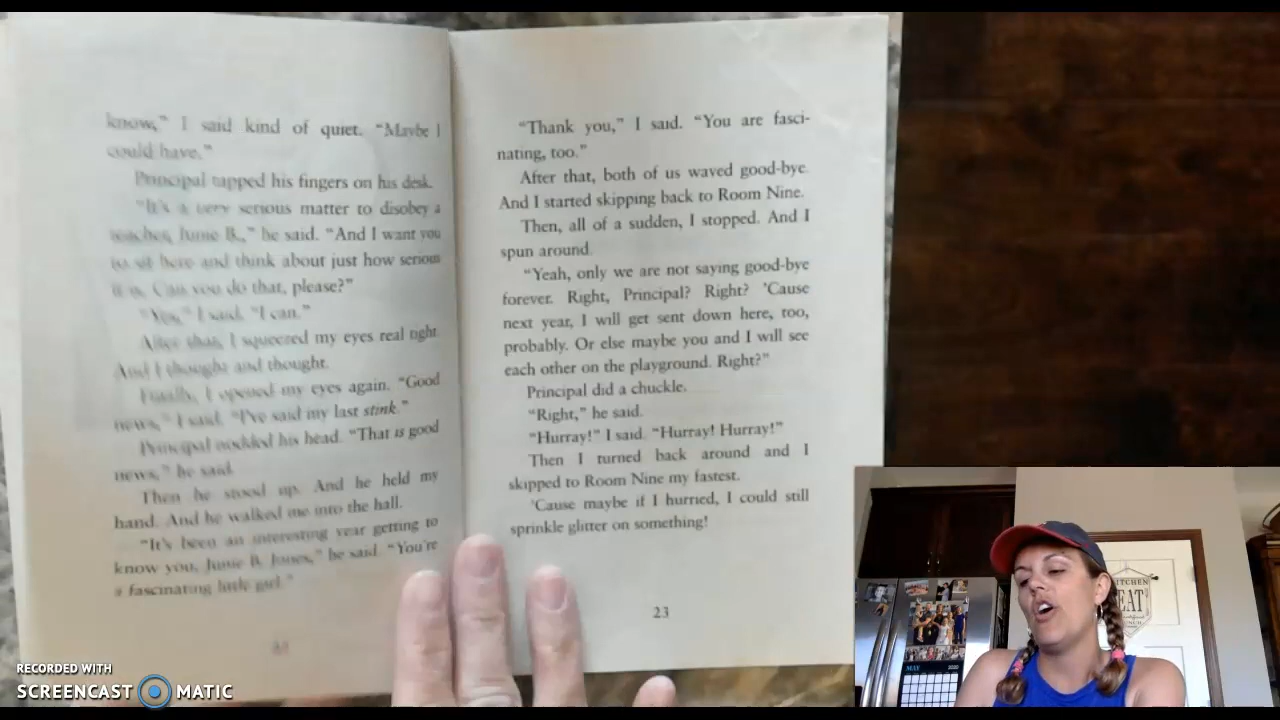 know," I said kind of quiet. "Maybe I
could have."
Principal tapped his fingers on his desk.
"It's a very serious matter to disobey a
teacher, Junie B.," he said. "And I want you
to sit here and think about just how serious
it is. Can you do that, please?"
"Yes," I said. "I can."
After that, I squeezed my eyes real tight.
And I thought and thought.
Finally, I opened my eyes again. "Good
news," I said. "I've said my last stink."
Principal nodded his head. "That is good
news," he said.
Then he stood up. And he held my
hand. And he walked me into the hall.
"It's been an interesting year getting to
know you, Junie B. Jones," he said. "You're
a fascinating little girl."
"Thank you," I said. "You are fasci-
nating, too."
After that, both of us waved good-bye.
And I started skipping back to Room Nine.
Then, all of a sudden, I stopped. And I
spun around.
"Yeah, only we are not saying good-bye
forever. Right, Principal? Right? 'Cause
next year, I will get sent down here, too,
probably. Or else maybe you and I will see
each other on the playground. Right?"
Principal did a chuckle.
"Right," he said.
"Hurray!" I said. "Hurray! Hurray!"
Then I turned back around and I
skipped to Room Nine my fastest.
'Cause maybe if I hurried, I could still
sprinkle glitter on something!
23
KITCHEN
EAT
MAY 2020
RECORDED WITH
SCREENCAST MATIC